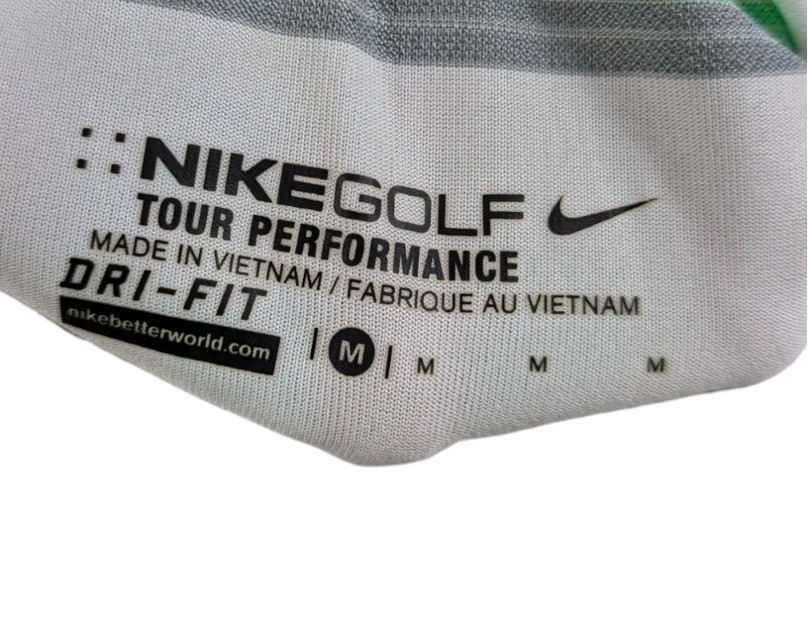 NIKEGOLF
TOUR PERFORMANCE
MADE IN VIETNAM / FABRIQUE AU VIETNAM
DRI-FIT
nikebetterworld.com
| M | M M M